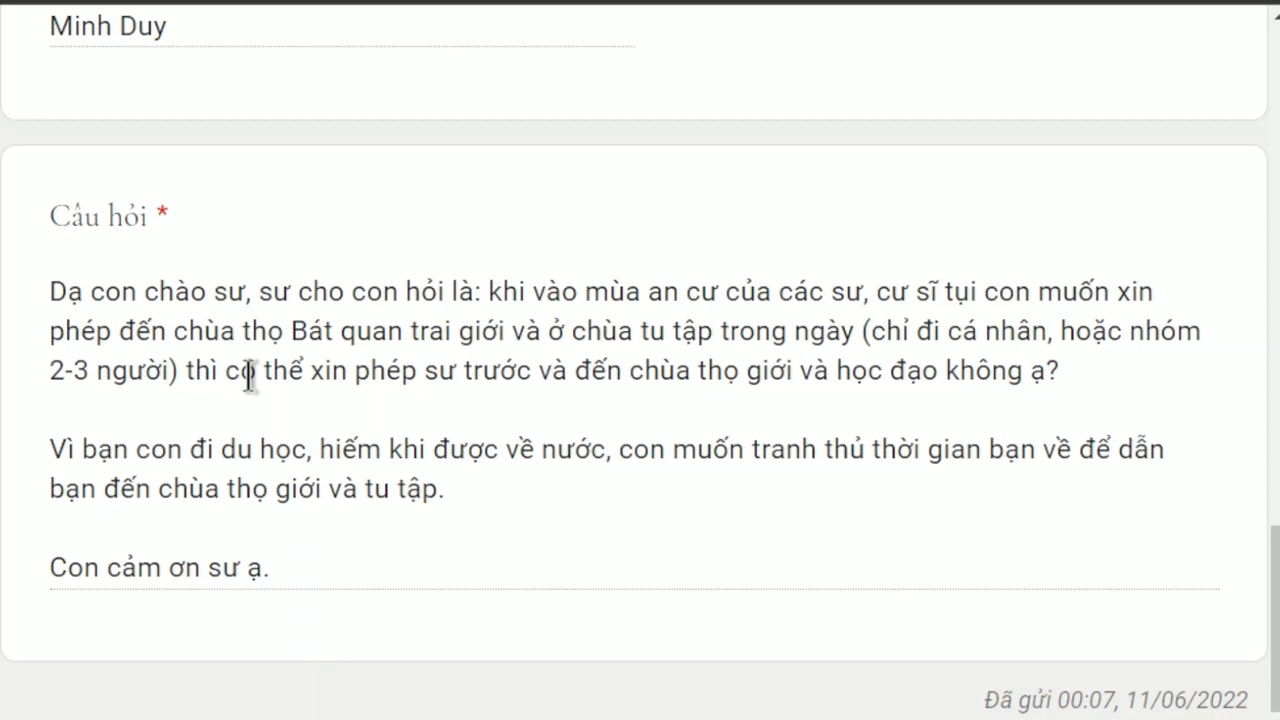 Minh Duy
Câu hỏi *
Dạ con chào sư, sư cho con hỏi là: khi vào mùa an cư của các sư, cư sĩ tụi con muốn xin
phép đến chùa thọ Bát quan trai giới và ở chùa tu tập trong ngày (chỉ đi cá nhân, hoặc nhóm
2-3 người) thì có thể xin phép sư trước và đến chùa thọ giới và học đạo không ạ?
Vì bạn con đi du học, hiếm khi được về nước, con muốn tranh thủ thời gian bạn về để dẫn
bạn đến chùa thọ giới và tu tập.
Con cảm ơn sư ạ.
Đã gửi 00:07, 11/06/2022